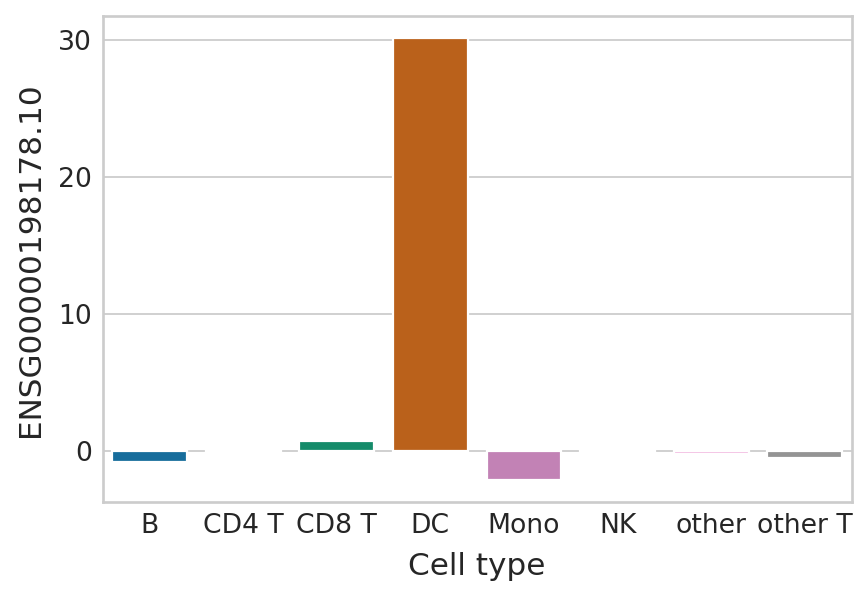 ENSG00000198178.10
30
20
10
0
B CD4 T CD8 T DC Mono NK other other T
Cell type